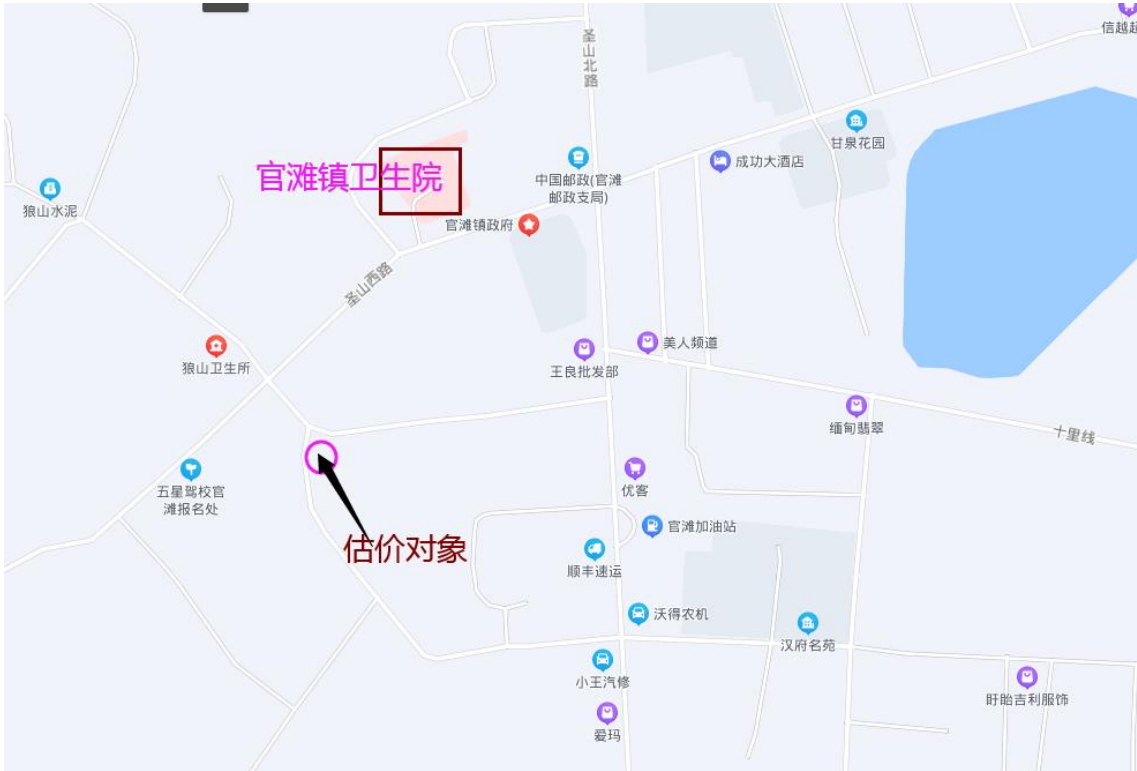 信越超
圣山北路
甘泉花园
官滩镇卫生院
中国邮政(官滩
邮政支局)
成功大酒店
狼山水泥
官滩镇政府
圣山西路
狼山卫生所
美人频道
王良批发部
缅甸翡翠
十里线
五星驾校官
滩报名处
优客
官滩加油站
估价对象
顺丰速运
沃得农机
汉府名苑
小王汽修
盱眙吉利服饰
爱玛